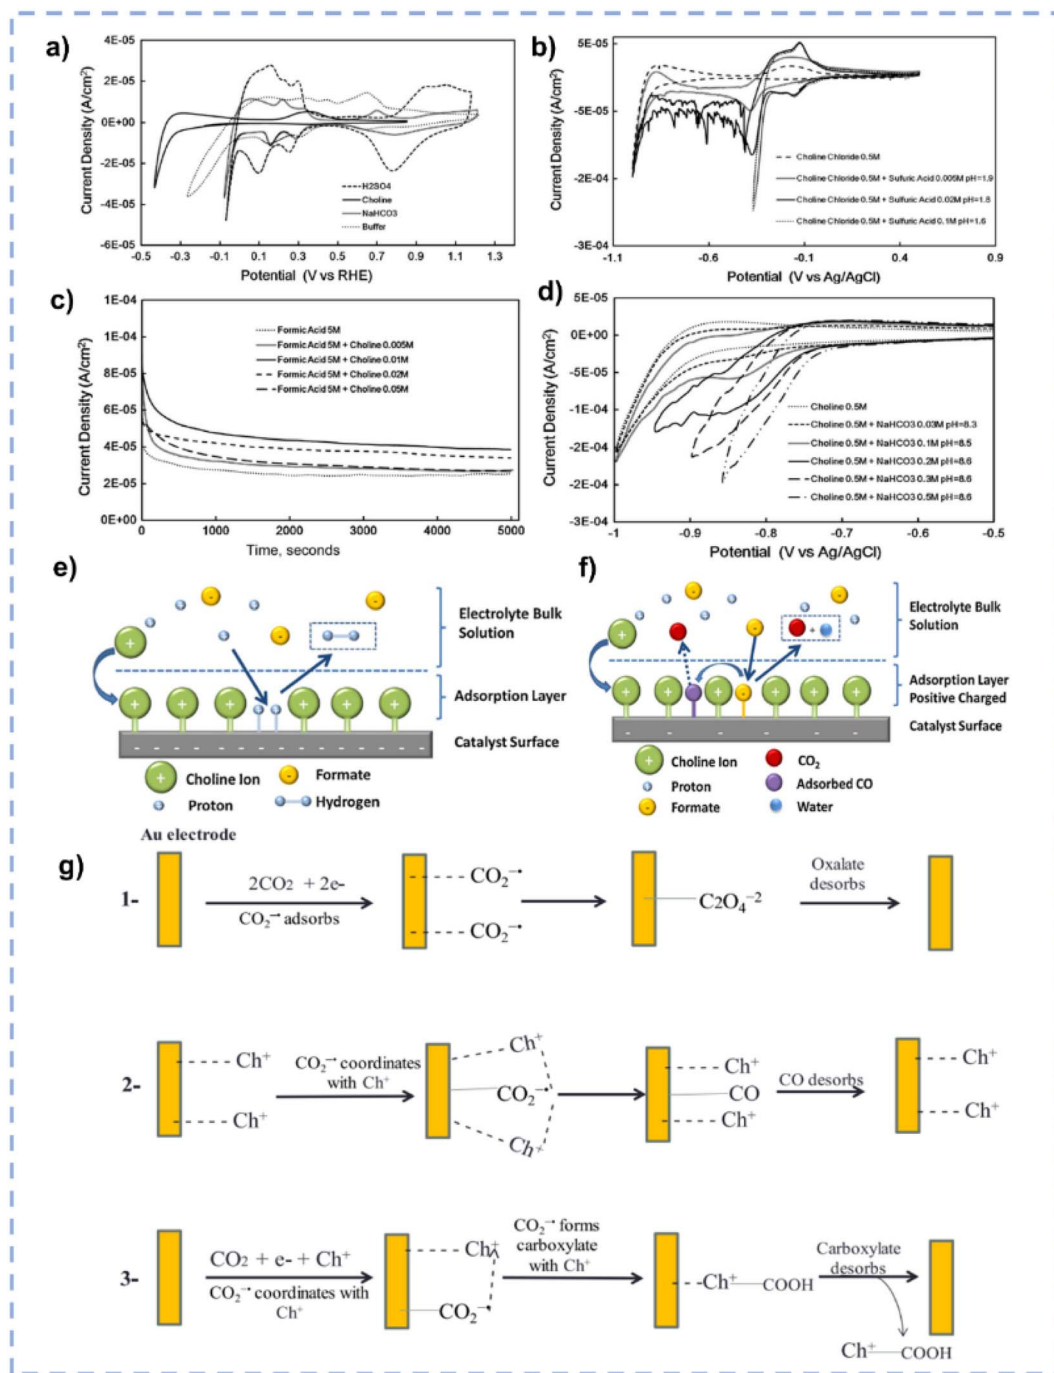 a)
Current Density (A/cm²)
4E-05
2E-05
0E+00
-2E-05
-4E-05
-6E-05
-0.5 -0.3 -0.1 0.1 0.3 0.5 0.7 0.9 1.1 1.3
Potential (V vs RHE)
H2SO4
Choline
NaHCO3
Buffer
b)
Current Density (A/cm²)
5E-05
-5E-05
-2E-04
-3E-04
-1.1 -0.6 -0.1 0.4 0.9
Potential (V vs Ag/AgCl)
Choline Chloride 0.5M
Choline Chloride 0.5M + Sulfuric Acid 0.005M pH=1.9
Choline Chloride 0.5M + Sulfuric Acid 0.02M pH=1.8
Choline Chloride 0.5M + Sulfuric Acid 0.1M pH=1.6
c)
Current Density (A/cm²)
1E-04
8E-05
6E-05
4E-05
2E-05
0E+00
0 1000 2000 3000 4000 5000
Time, seconds
Formic Acid 5M
Formic Acid 5M + Choline 0.005M
Formic Acid 5M + Choline 0.01M
Formic Acid 5M + Choline 0.02M
Formic Acid 5M + Choline 0.05M
d)
Current Density (A/cm²)
5E-05
0E+00
-5E-05
-1E-04
-2E-04
-2E-04
-3E-04
-1 -0.9 -0.8 -0.7 -0.6 -0.5
Potential (V vs Ag/AgCl)
Choline 0.5M
Choline 0.5M + NaHCO3 0.03M pH=8.3
Choline 0.5M + NaHCO3 0.1M pH=8.5
Choline 0.5M + NaHCO3 0.2M pH=8.6
Choline 0.5M + NaHCO3 0.3M pH=8.6
Choline 0.5M + NaHCO3 0.5M pH=8.6
e)
Electrolyte Bulk
Solution
Adsorption Layer
Catalyst Surface
Choline Ion
Formate
Proton
Hydrogen
f)
Electrolyte Bulk
Solution
Adsorption Layer
Positive Charged
Catalyst Surface
Choline Ion
CO₂
Proton
Adsorbed CO
Formate
Water
g)
Au electrode
1-
2CO₂ + 2e-
CO₂⁻• adsorbs
CO₂⁻•
CO₂⁻•
C2O₄⁻²
Oxalate
desorbs
2-
Ch⁺
Ch⁺
CO₂⁻• coordinates
with Ch⁺
Ch⁺
CO₂⁻•
Ch⁺
Ch⁺
CO
Ch⁺
CO desorbs
Ch⁺
Ch⁺
3-
CO₂ + e- + Ch⁺
CO₂⁻• coordinates with
Ch⁺
Ch⁺
CO₂⁻•
CO₂⁻• forms
carboxylate
with Ch⁺
Ch⁺ COOH
Carboxylate
desorbs
Ch⁺ COOH